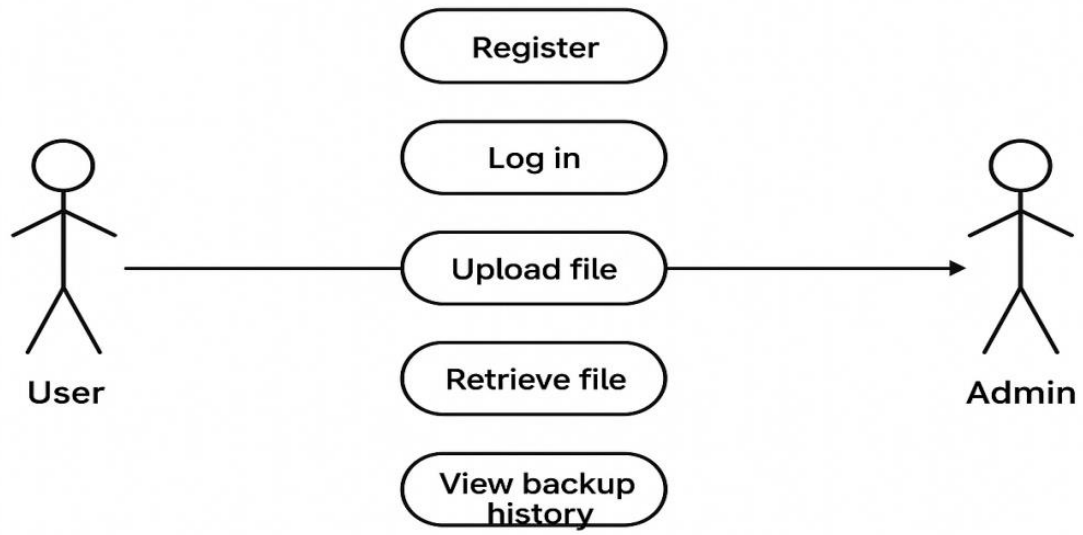 Register
Log in
Upload file
Retrieve file
User
Admin
View backup
history